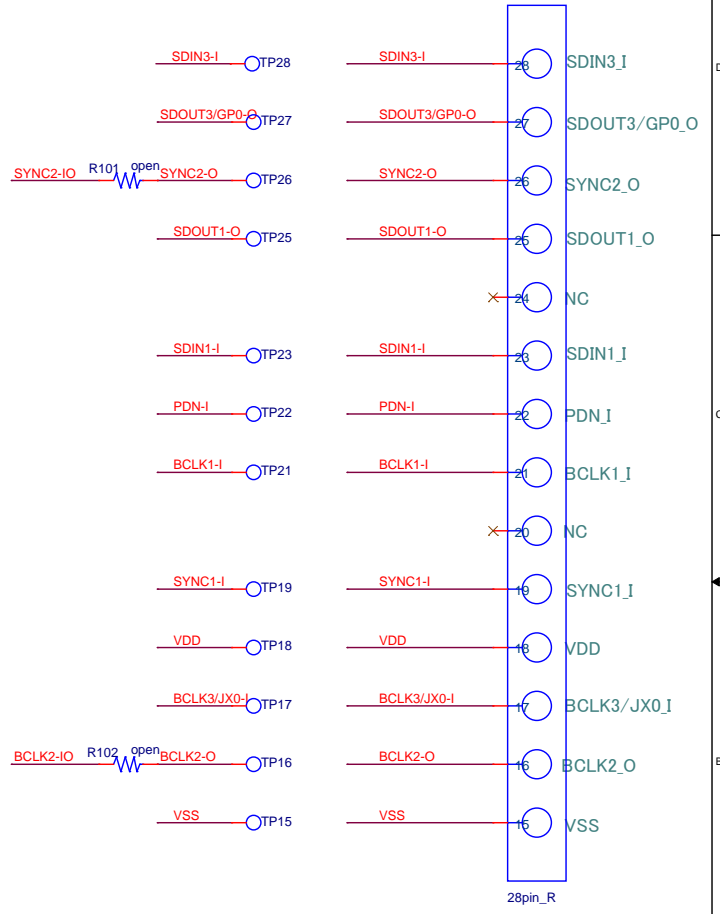 SDIN3-I TP28 SDIN3-I 28 SDIN3_I
D
SDOUT3/GP0-O TP27 SDOUT3/GP0-O 27 SDOUT3/GP0_O
SYNC2-IO R101 open SYNC2-O TP26 SYNC2-O 26 SYNC2_O
SDOUT1-O TP25 SDOUT1-O 25 SDOUT1_O
24 NC
SDIN1-I TP23 SDIN1-I 23 SDIN1_I
PDN-I TP22 PDN-I 22 PDN_I
C
BCLK1-I TP21 BCLK1-I 21 BCLK1_I
20 NC
SYNC1-I TP19 SYNC1-I 19 SYNC1_I
VDD TP18 VDD 18 VDD
BCLK3/JX0-I TP17 BCLK3/JX0-I 17 BCLK3/JX0_I
BCLK2-IO R102 open BCLK2-O TP16 BCLK2-O 16 BCLK2_O
B
VSS TP15 VSS 15 VSS
28pin_R